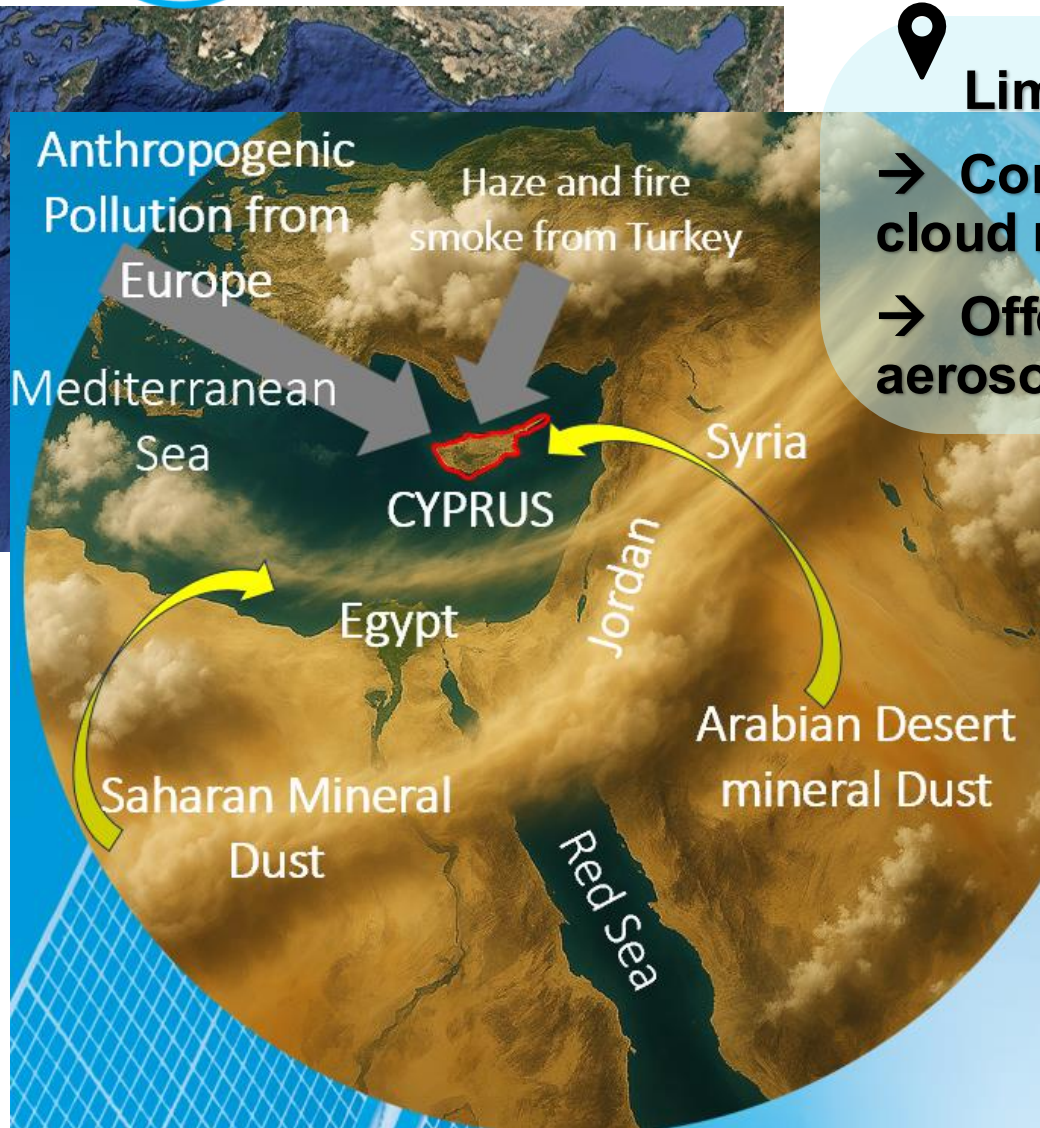 Anthropogenic
Pollution from
Europe
Haze and fire
smoke from Turkey
Mediterranean
Sea
CYPRUS
Syria
Jordan
Egypt
Arabian Desert
mineral Dust
Saharan Mineral
Dust
Red Sea
→
cloud
→